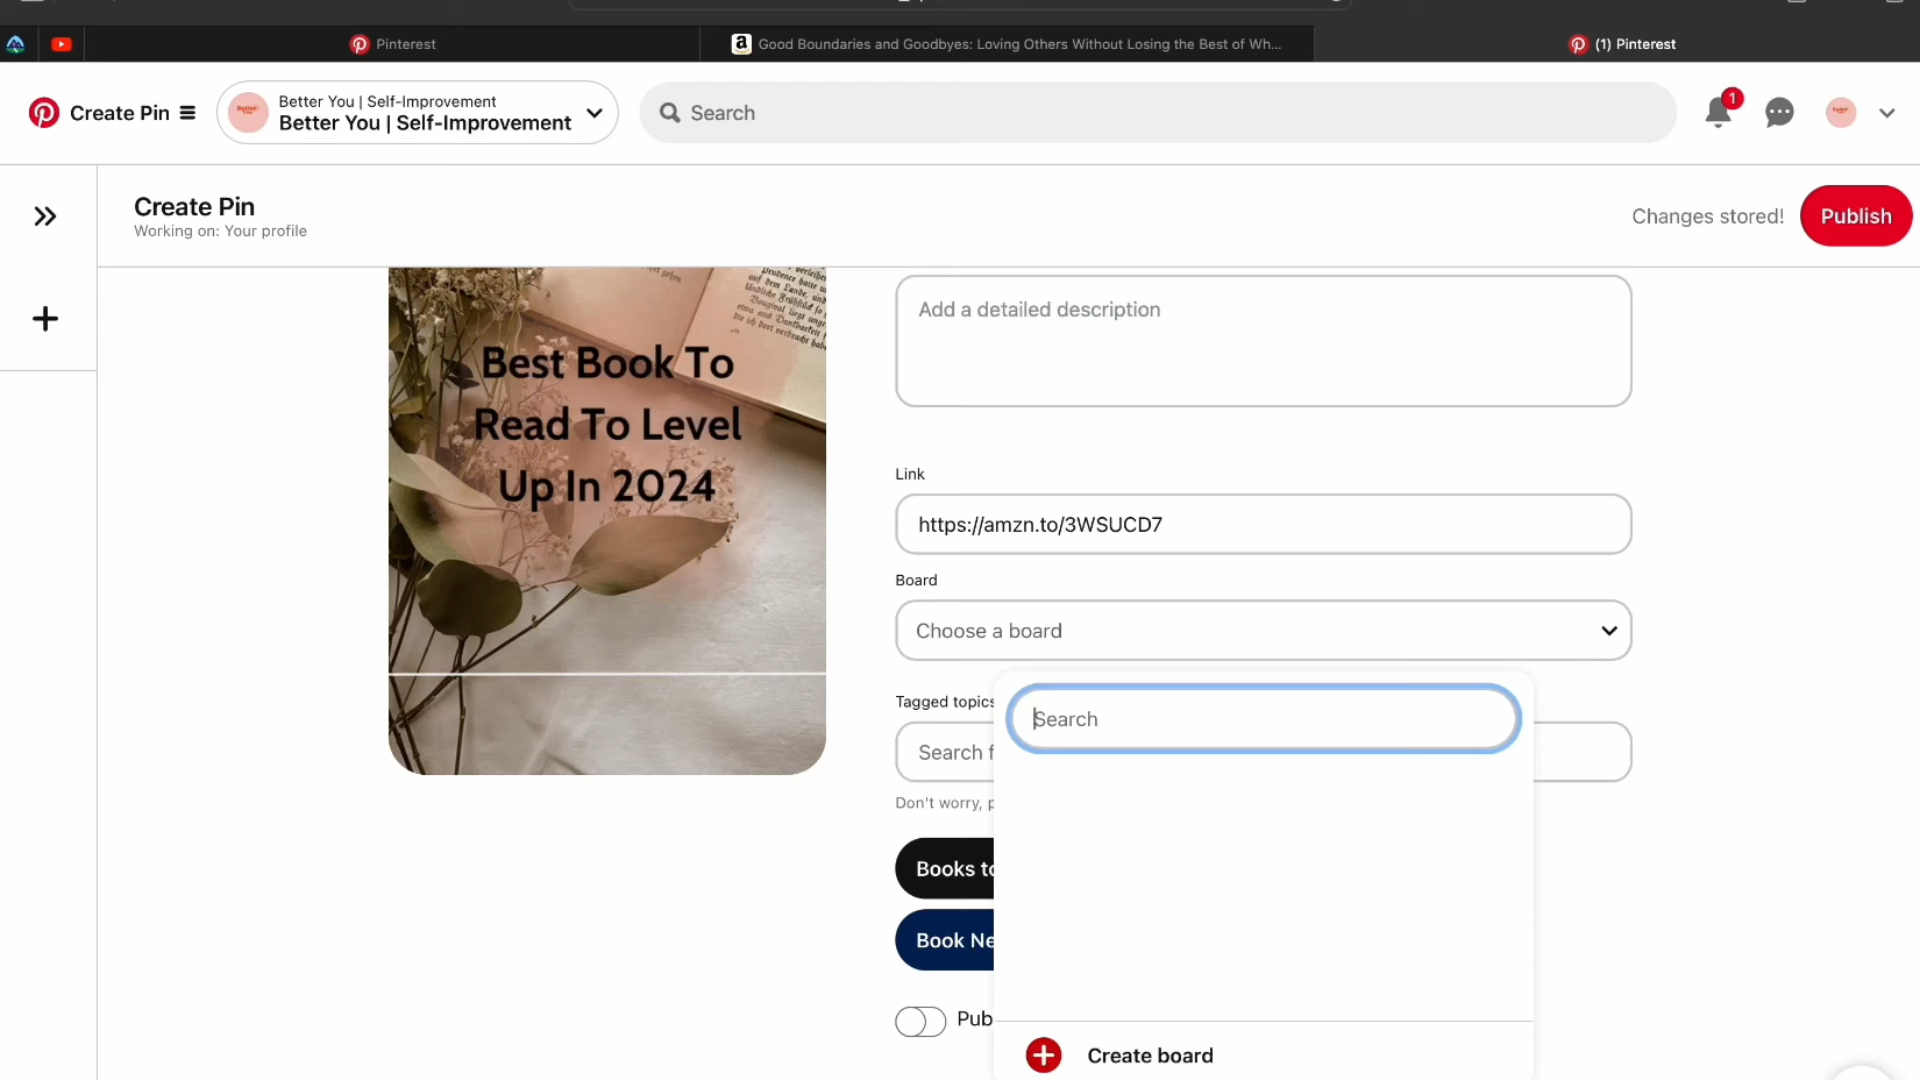 Pinterest
Good Boundaries and Goodbyes: Loving Others Without Losing the Best of Wh...
(1) Pinterest
Create Pin
Better You | Self-Improvement
Better You | Self-Improvement
Search
1
Create Pin
Working on: Your profile
Changes stored!
Publish
Best Book To
Read To Level
Up In 2024
Add a detailed description
Link
https://amzn.to/3WSUCD7
Board
Choose a board
Tagged topics
Search
Search f
Don't worry, p
Books to
Book Ne
Pub
Create board